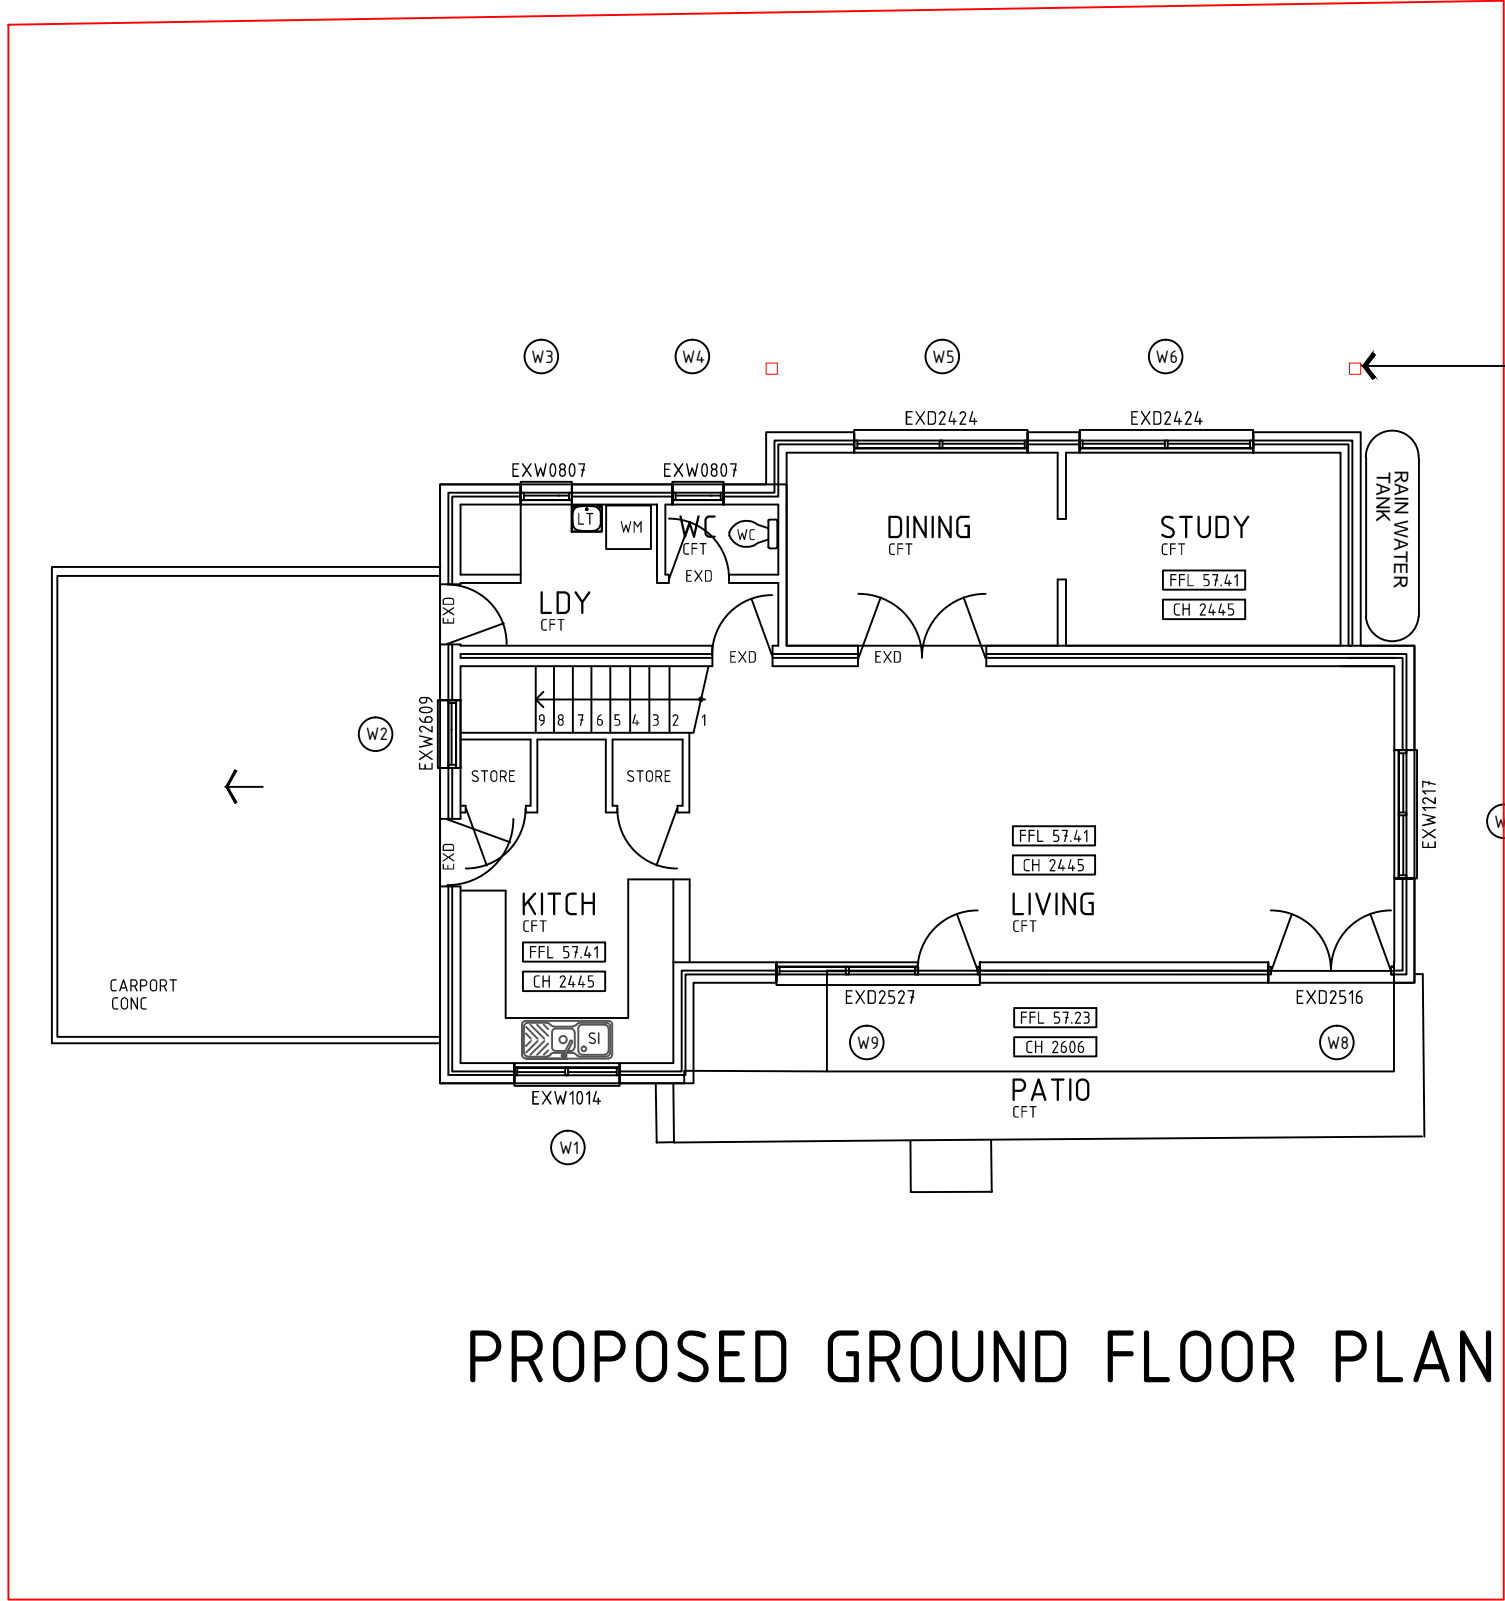 W3
W4
W5
W6
EXD2424
EXD2424
EXW0807
EXW0807
RAIN WATER
TANK
LT
WM
WC
CFT
WC
DINING
CFT
STUDY
CFT
EXD
FFL 57.41
CH 2445
EXD
LDY
CFT
EXD
EXD
EXW2609
W2
9
8
7
6
5
4
3
2
1
STORE
STORE
EXW1217
EXD
FFL 57.41
CH 2445
KITCH
CFT
LIVING
CFT
FFL 57.41
CH 2445
CARPORT
CONC
EXD2527
EXD2516
FFL 57.23
CH 2606
SI
W9
W8
PATIO
CFT
EXW1014
W1
PROPOSED GROUND FLOOR PLAN